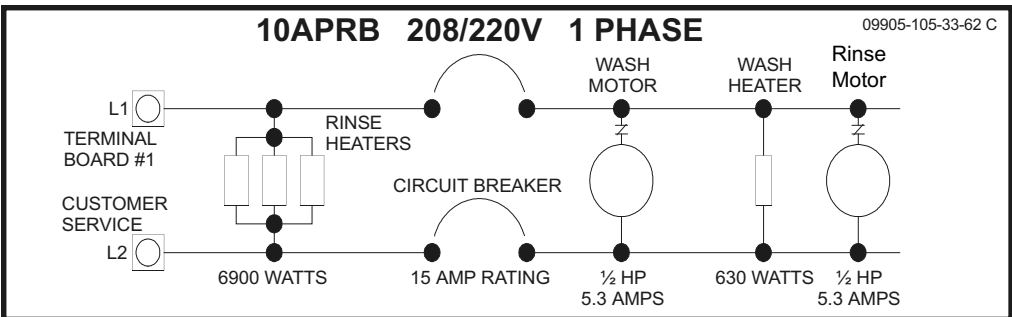 10APRB 208/220V 1 PHASE
09905-105-33-62 C
WASH
MOTOR
WASH
HEATER
Rinse
Motor
L1
TERMINAL
BOARD #1
RINSE
HEATERS
CIRCUIT BREAKER
CUSTOMER
SERVICE
L2
6900 WATTS
15 AMP RATING
½ HP
5.3 AMPS
630 WATTS
½ HP
5.3 AMPS